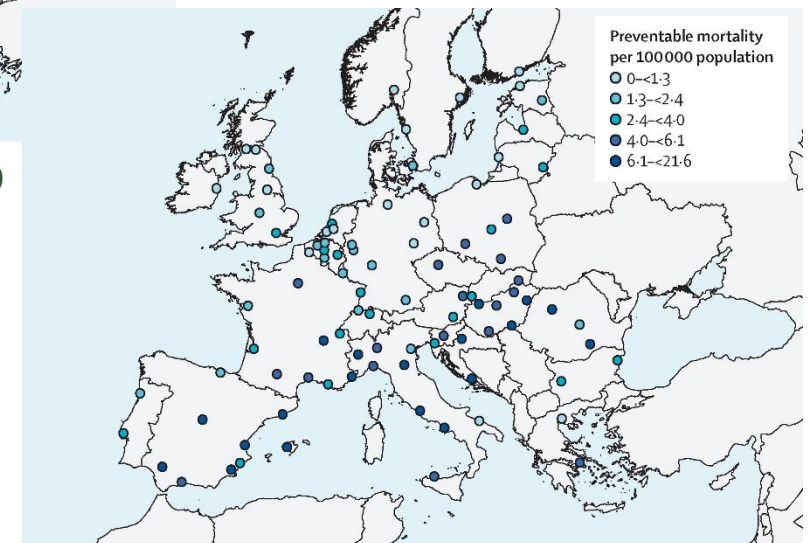 Preventable mortality
per 100 000 population
0–<1·3
1·3–<2·4
2·4–<4·0
4·0–<6·1
6·1–<21·6